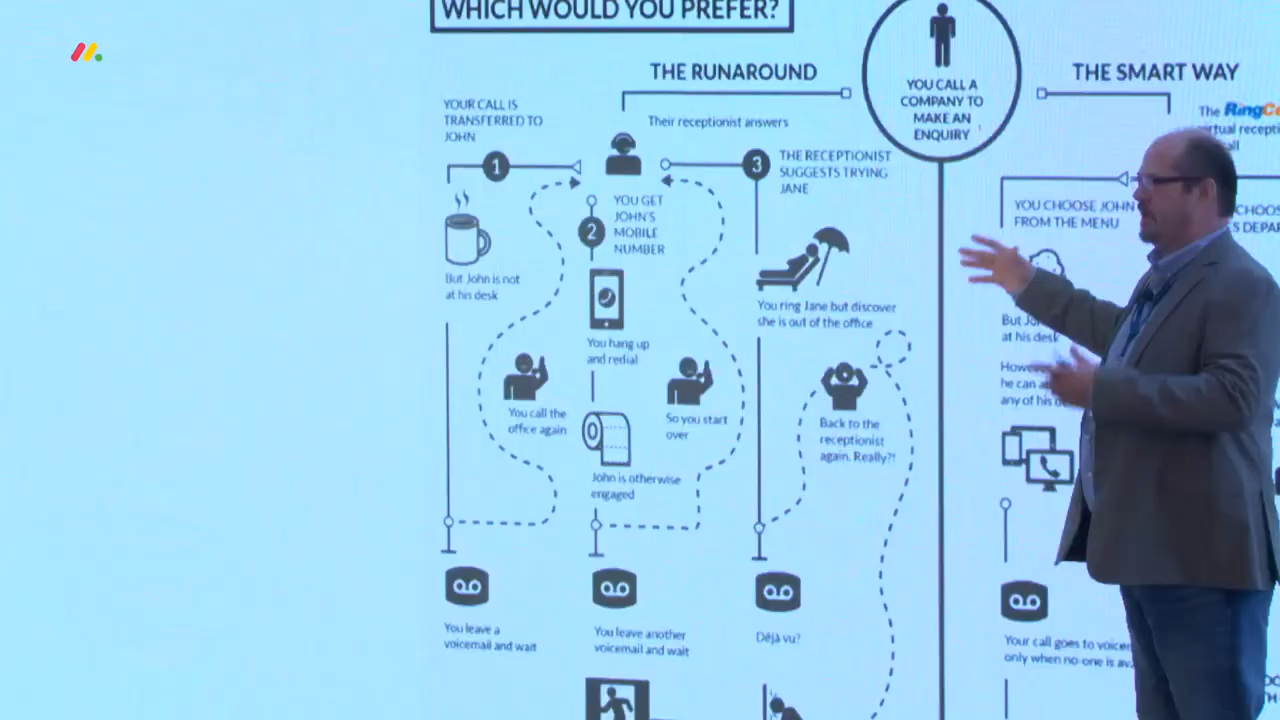 WHICH WOULD YOU PREFER?
THE RUNAROUND
YOUR CALL IS
TRANSFERRED TO
JOHN
Their receptionist answers
1
But John is not
at his desk
2
YOU GET
JOHN'S
MOBILE
NUMBER
You hang up
and redial
3
THE RECEPTIONIST
SUGGESTS TRYING
JANE
You ring Jane but discover
she is out of the office
You call the
office again
So you start
over
Back to the
receptionist
again. Really?!
John is otherwise
engaged
You leave a
voicemail and wait
You leave another
voicemail and wait
Déjà vu?
YOU CALL A
COMPANY TO
MAKE AN
ENQUIRY
THE SMART WAY
The
YOU CHOOSE JOHN
FROM THE MENU
But
at his desk
he can
any of his
Your call goes to
only when no-one is